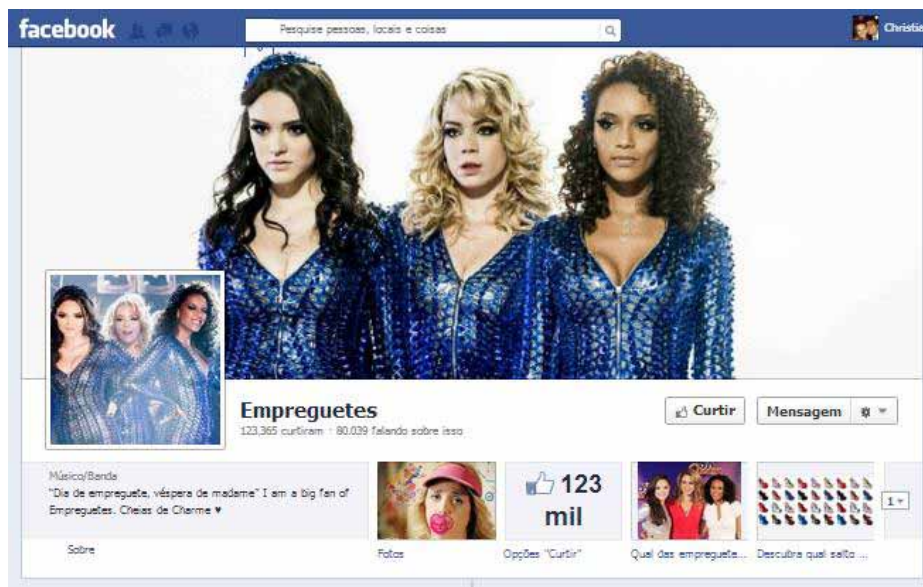 facebook
Pesquise pessoas, locais e coisas
Christia
Empreguetes
123.365 curtiram · 80.039 falando sobre isso
Curtir
Mensagem
Músico/Banda
"Dia de empreguete, véspera de madame" I am a big fan of
Empreguetes. Cheias de Charme ♥
Sobre
123
mil
1
Fotos
Opções "Curtir"
Qual das empreguete...
Descubra qual salto ...